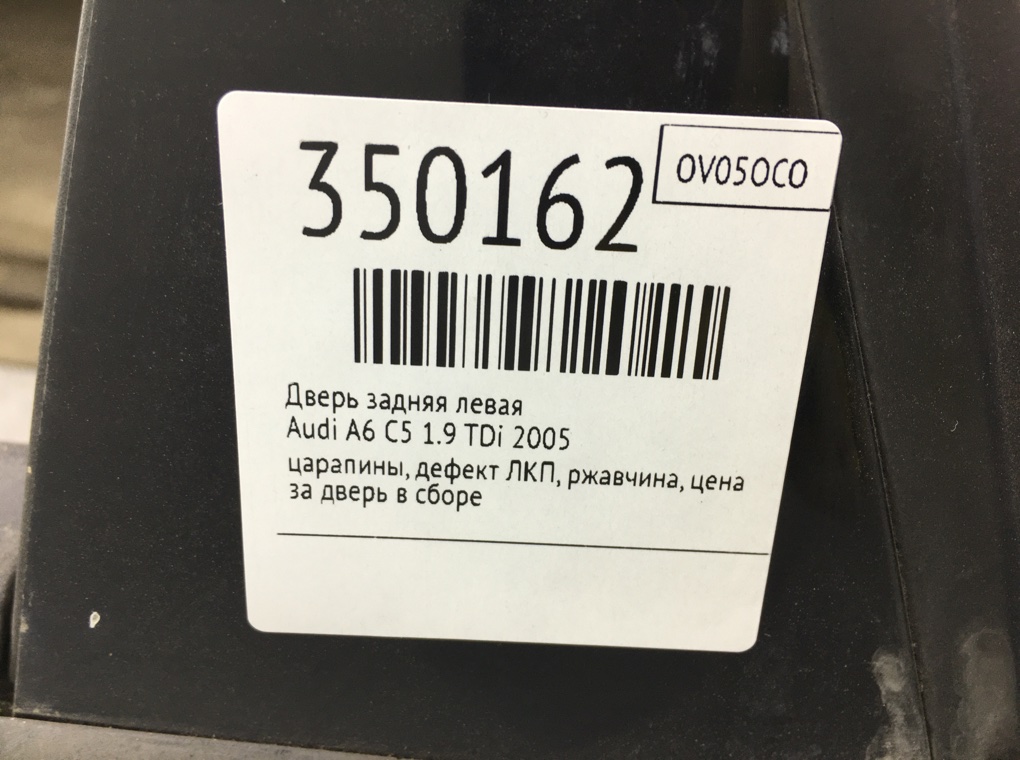 350162
OV05OCO
Дверь задняя левая
Audi A6 C5 1.9 TDi 2005
царапины, дефект ЛКП, ржавчина, цена
за дверь в сборе